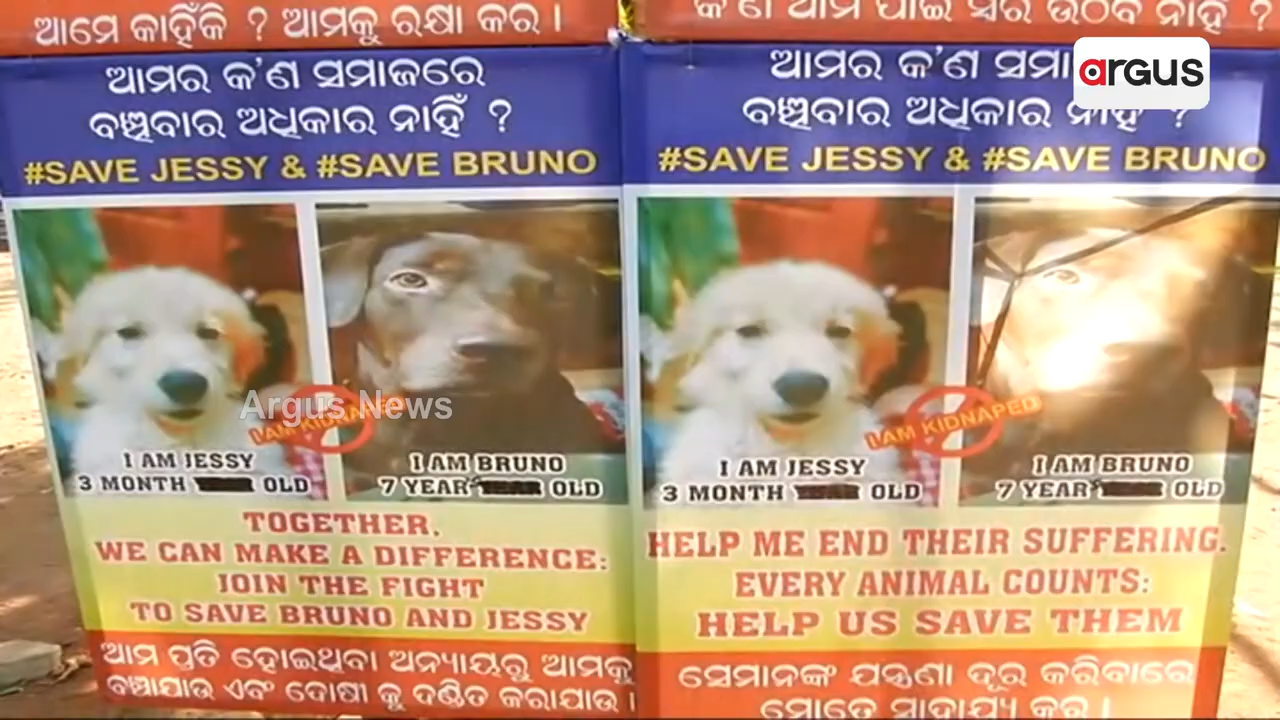 ଆମେ କାହିଁକି ? ଆମକୁ ରକ୍ଷା କର ।
ଆମର କ'ଣ ସମାଜରେ
ବଞ୍ଚିବାର ଅଧିକାର ନାହିଁ ?
#SAVE JESSY & #SAVE BRUNO
I AM KIDNAPED
I AM JESSY
3 MONTH OLD
I AM BRUNO
7 YEAR OLD
TOGETHER,
WE CAN MAKE A DIFFERENCE:
JOIN THE FIGHT
TO SAVE BRUNO AND JESSY
ଆମ ପ୍ରତି ହୋଇଥିବା ଅନ୍ୟାୟରୁ ଆମକୁ
ବଞ୍ଚାଯାଉ ଏବଂ ଦୋଷୀ କୁ ଦଣ୍ଡିତ କରାଯାଉ ।
କ'ଣ ଆମ ପାଇଁ ସ୍ୱର ଉଠିବ ନାହିଁ ?
ଆମର କ'ଣ
ବଞ୍ଚିବାର ଅଧିକାର ନାହିଁ ?
#SAVE JESSY & #SAVE BRUNO
I AM KIDNAPED
I AM JESSY
3 MONTH OLD
I AM BRUNO
7 YEAR OLD
HELP ME END THEIR SUFFERING.
EVERY ANIMAL COUNTS:
HELP US SAVE THEM
ସେମାନଙ୍କ ଯନ୍ତ୍ରଣା ଦୂର କରିବାରେ
ମୋତେ ସାହାଯ୍ୟ କର ।
argus
Argus News